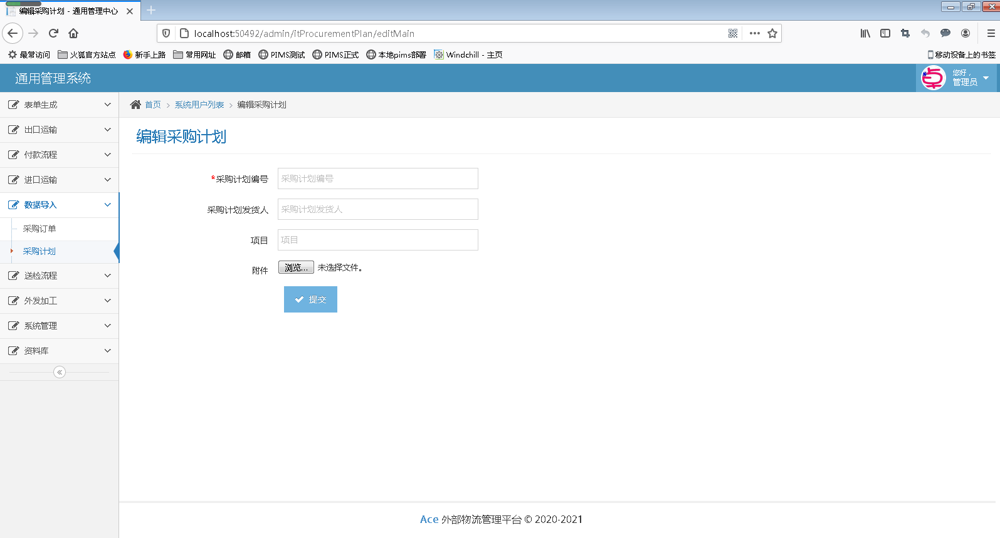 编辑采购计划 - 通用管理中心
localhost:50492/admin/itProcurementPlan/editMain
最常访问 火狐官方站点 新手上路 常用网址 邮箱 PIMS测试 PIMS正式 本地pims部署 Windchill - 主页 移动设备上的书签
通用管理系统
您好，
管理员
表单生成
出口运输
付款流程
进口运输
数据导入
采购订单
采购计划
送检流程
外发加工
系统管理
资料库
首页 > 系统用户列表 > 编辑采购计划
编辑采购计划
*采购计划编号 采购计划编号
采购计划发货人 采购计划发货人
项目 项目
附件 浏览... 未选择文件。
提交
Ace 外部物流管理平台 © 2020-2021